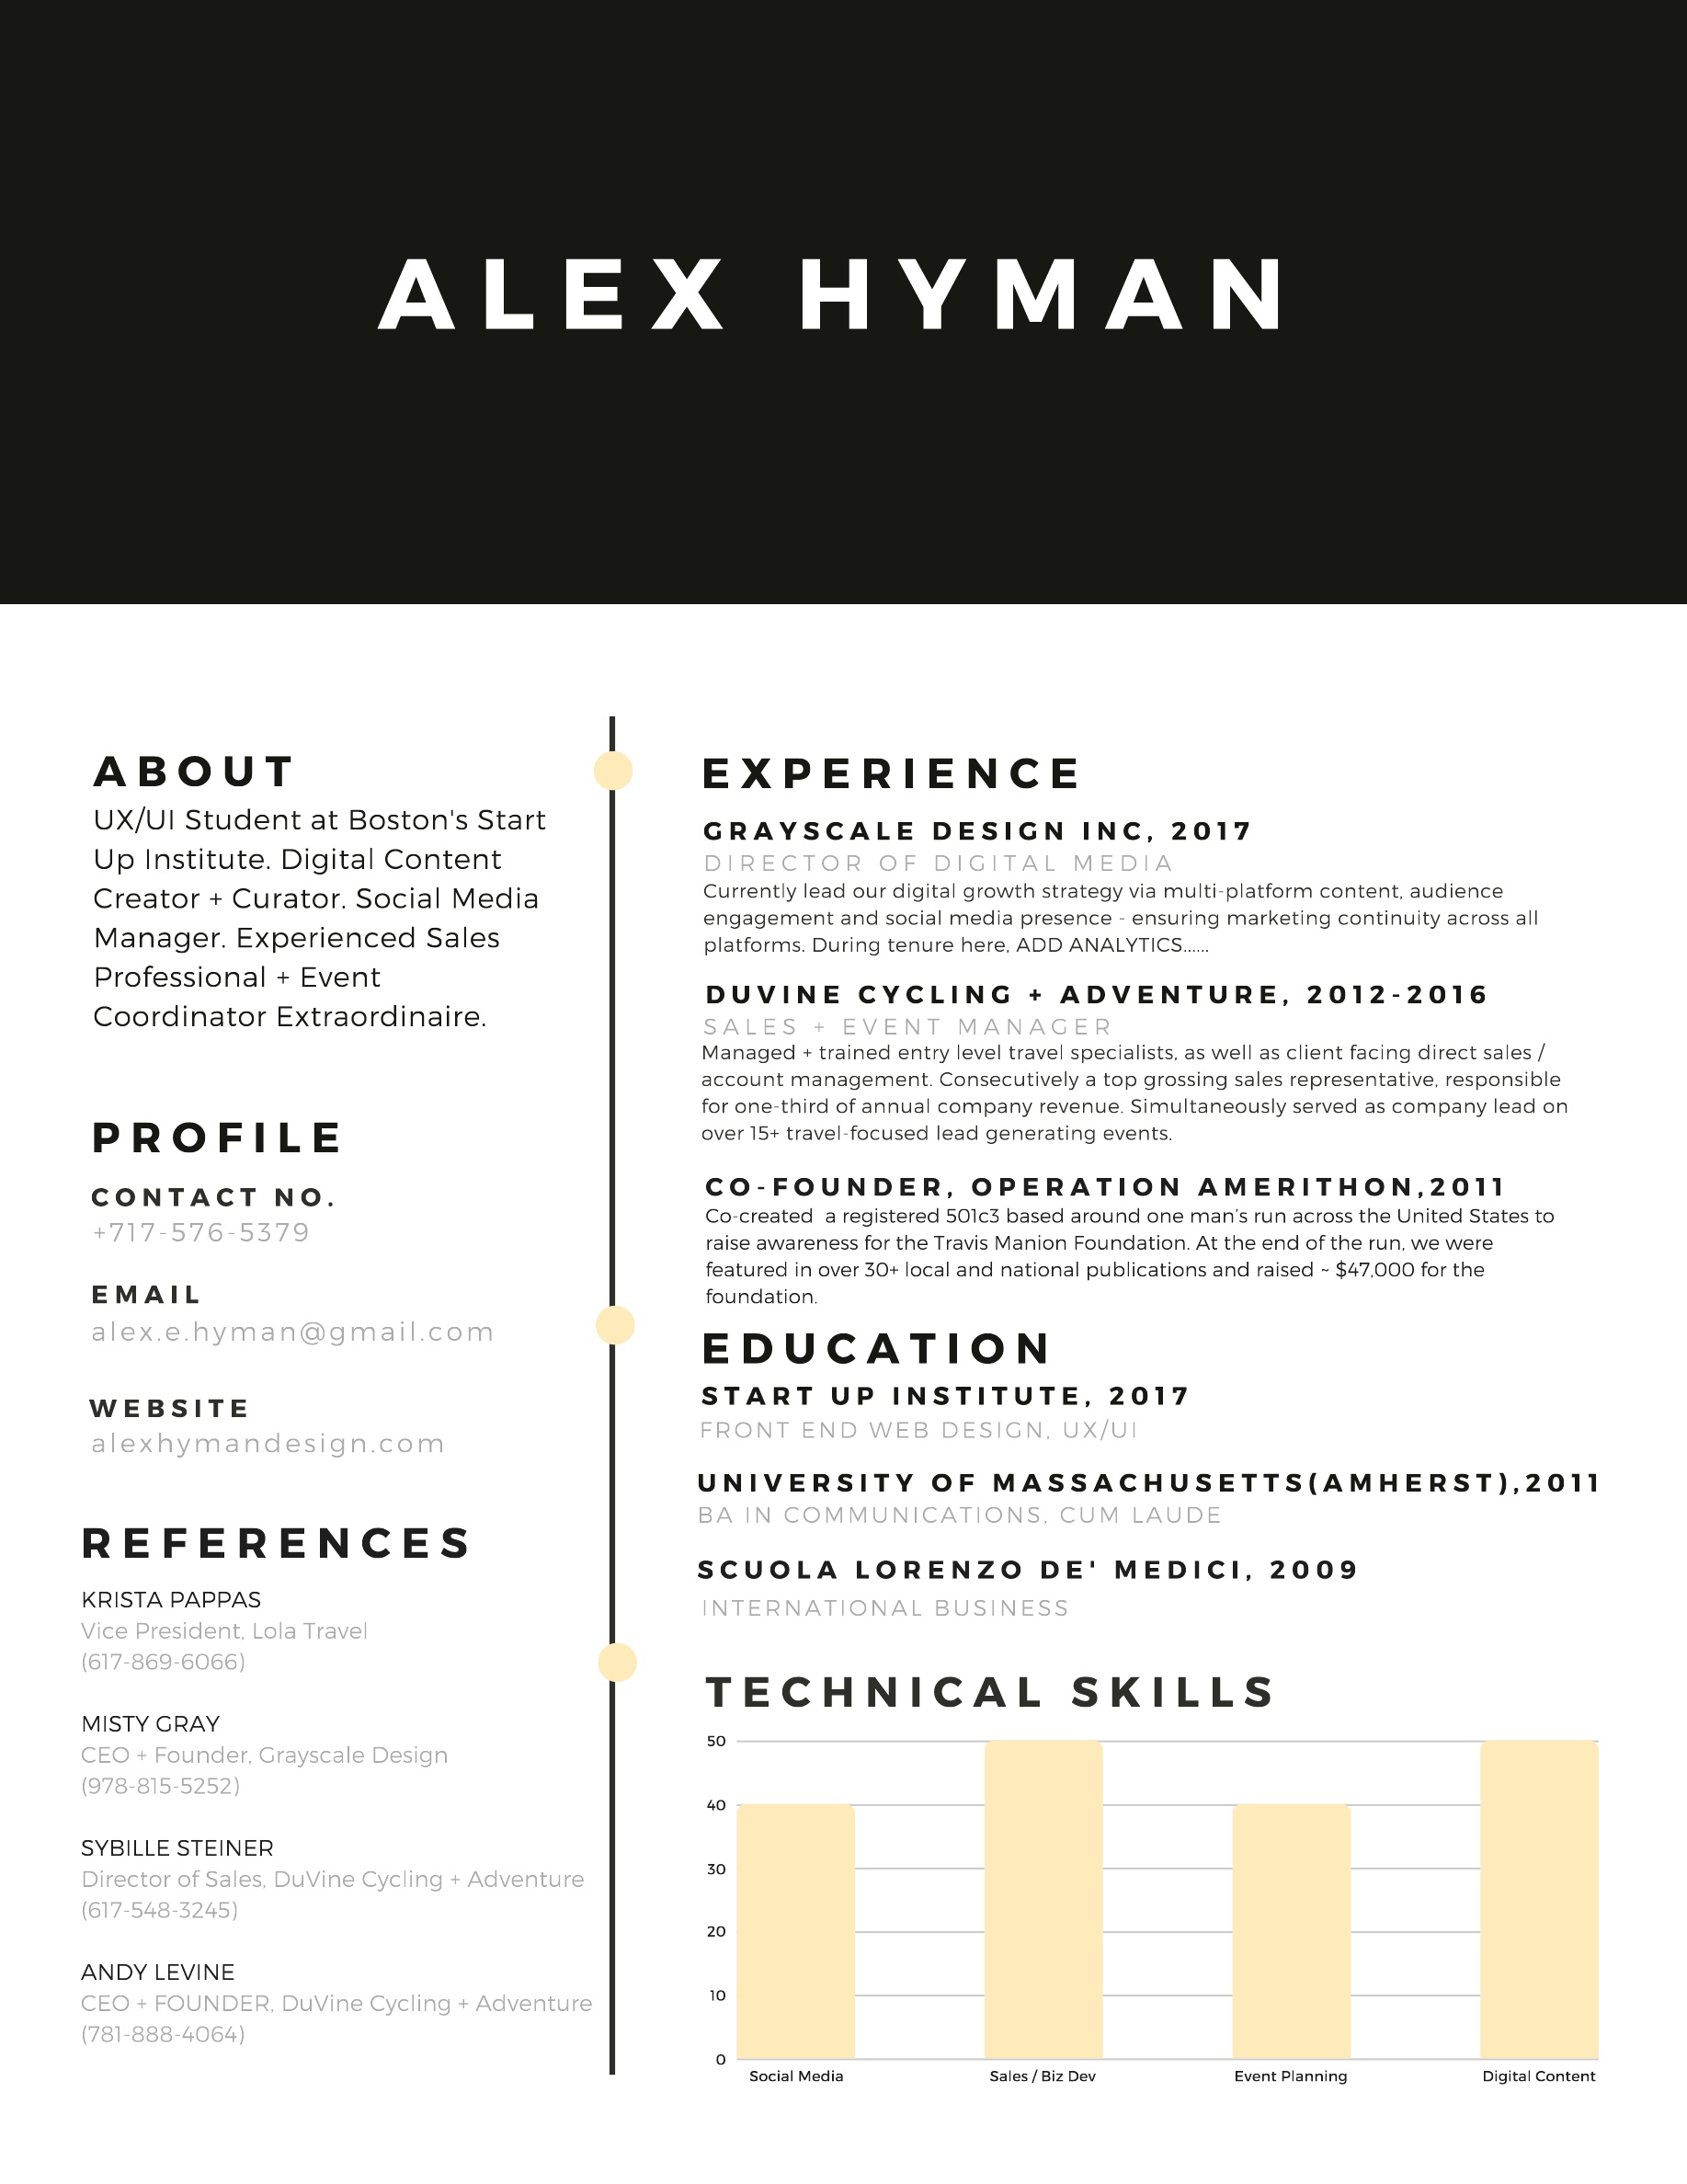 ALEX HYMAN
ABOUT
UX/UI Student at Boston's Start
Up Institute. Digital Content
Creator + Curator. Social Media
Manager. Experienced Sales
Professional + Event
Coordinator Extraordinaire.
PROFILE
CONTACT NO.
+717-576-5379
EMAIL
alex.e.hyman@gmail.com
WEBSITE
alexhymandesign.com
REFERENCES
KRISTA PAPPAS
Vice President, Lola Travel
(617-869-6066)
MISTY GRAY
CEO + Founder, Grayscale Design
(978-815-5252)
SYBILLE STEINER
Director of Sales, DuVine Cycling + Adventure
(617-548-3245)
ANDY LEVINE
CEO + FOUNDER, DuVine Cycling + Adventure
(781-888-4064)
EXPERIENCE
GRAYSCALE DESIGN INC, 2017
DIRECTOR OF DIGITAL MEDIA
Currently lead our digital growth strategy via multi-platform content, audience
engagement and social media presence - ensuring marketing continuity across all
platforms. During tenure here, ADD ANALYTICS......
DUVINE CYCLING + ADVENTURE, 2012-2016
SALES + EVENT MANAGER
Managed + trained entry level travel specialists, as well as client facing direct sales /
account management. Consecutively a top grossing sales representative, responsible
for one-third of annual company revenue. Simultaneously served as company lead on
over 15+ travel-focused lead generating events.
CO-FOUNDER, OPERATION AMERITHON,2011
Co-created a registered 501c3 based around one man's run across the United States to
raise awareness for the Travis Manion Foundation. At the end of the run, we were
featured in over 30+ local and national publications and raised ~ $47,000 for the
foundation.
EDUCATION
START UP INSTITUTE, 2017
FRONT END WEB DESIGN, UX/UI
UNIVERSITY OF MASSACHUSETTS(AMHERST),2011
BA IN COMMUNICATIONS, CUM LAUDE
SCUOLA LORENZO DE' MEDICI, 2009
INTERNATIONAL BUSINESS
TECHNICAL SKILLS
50
40
30
20
10
0
Social Media
Sales / Biz Dev
Event Planning
Digital Content